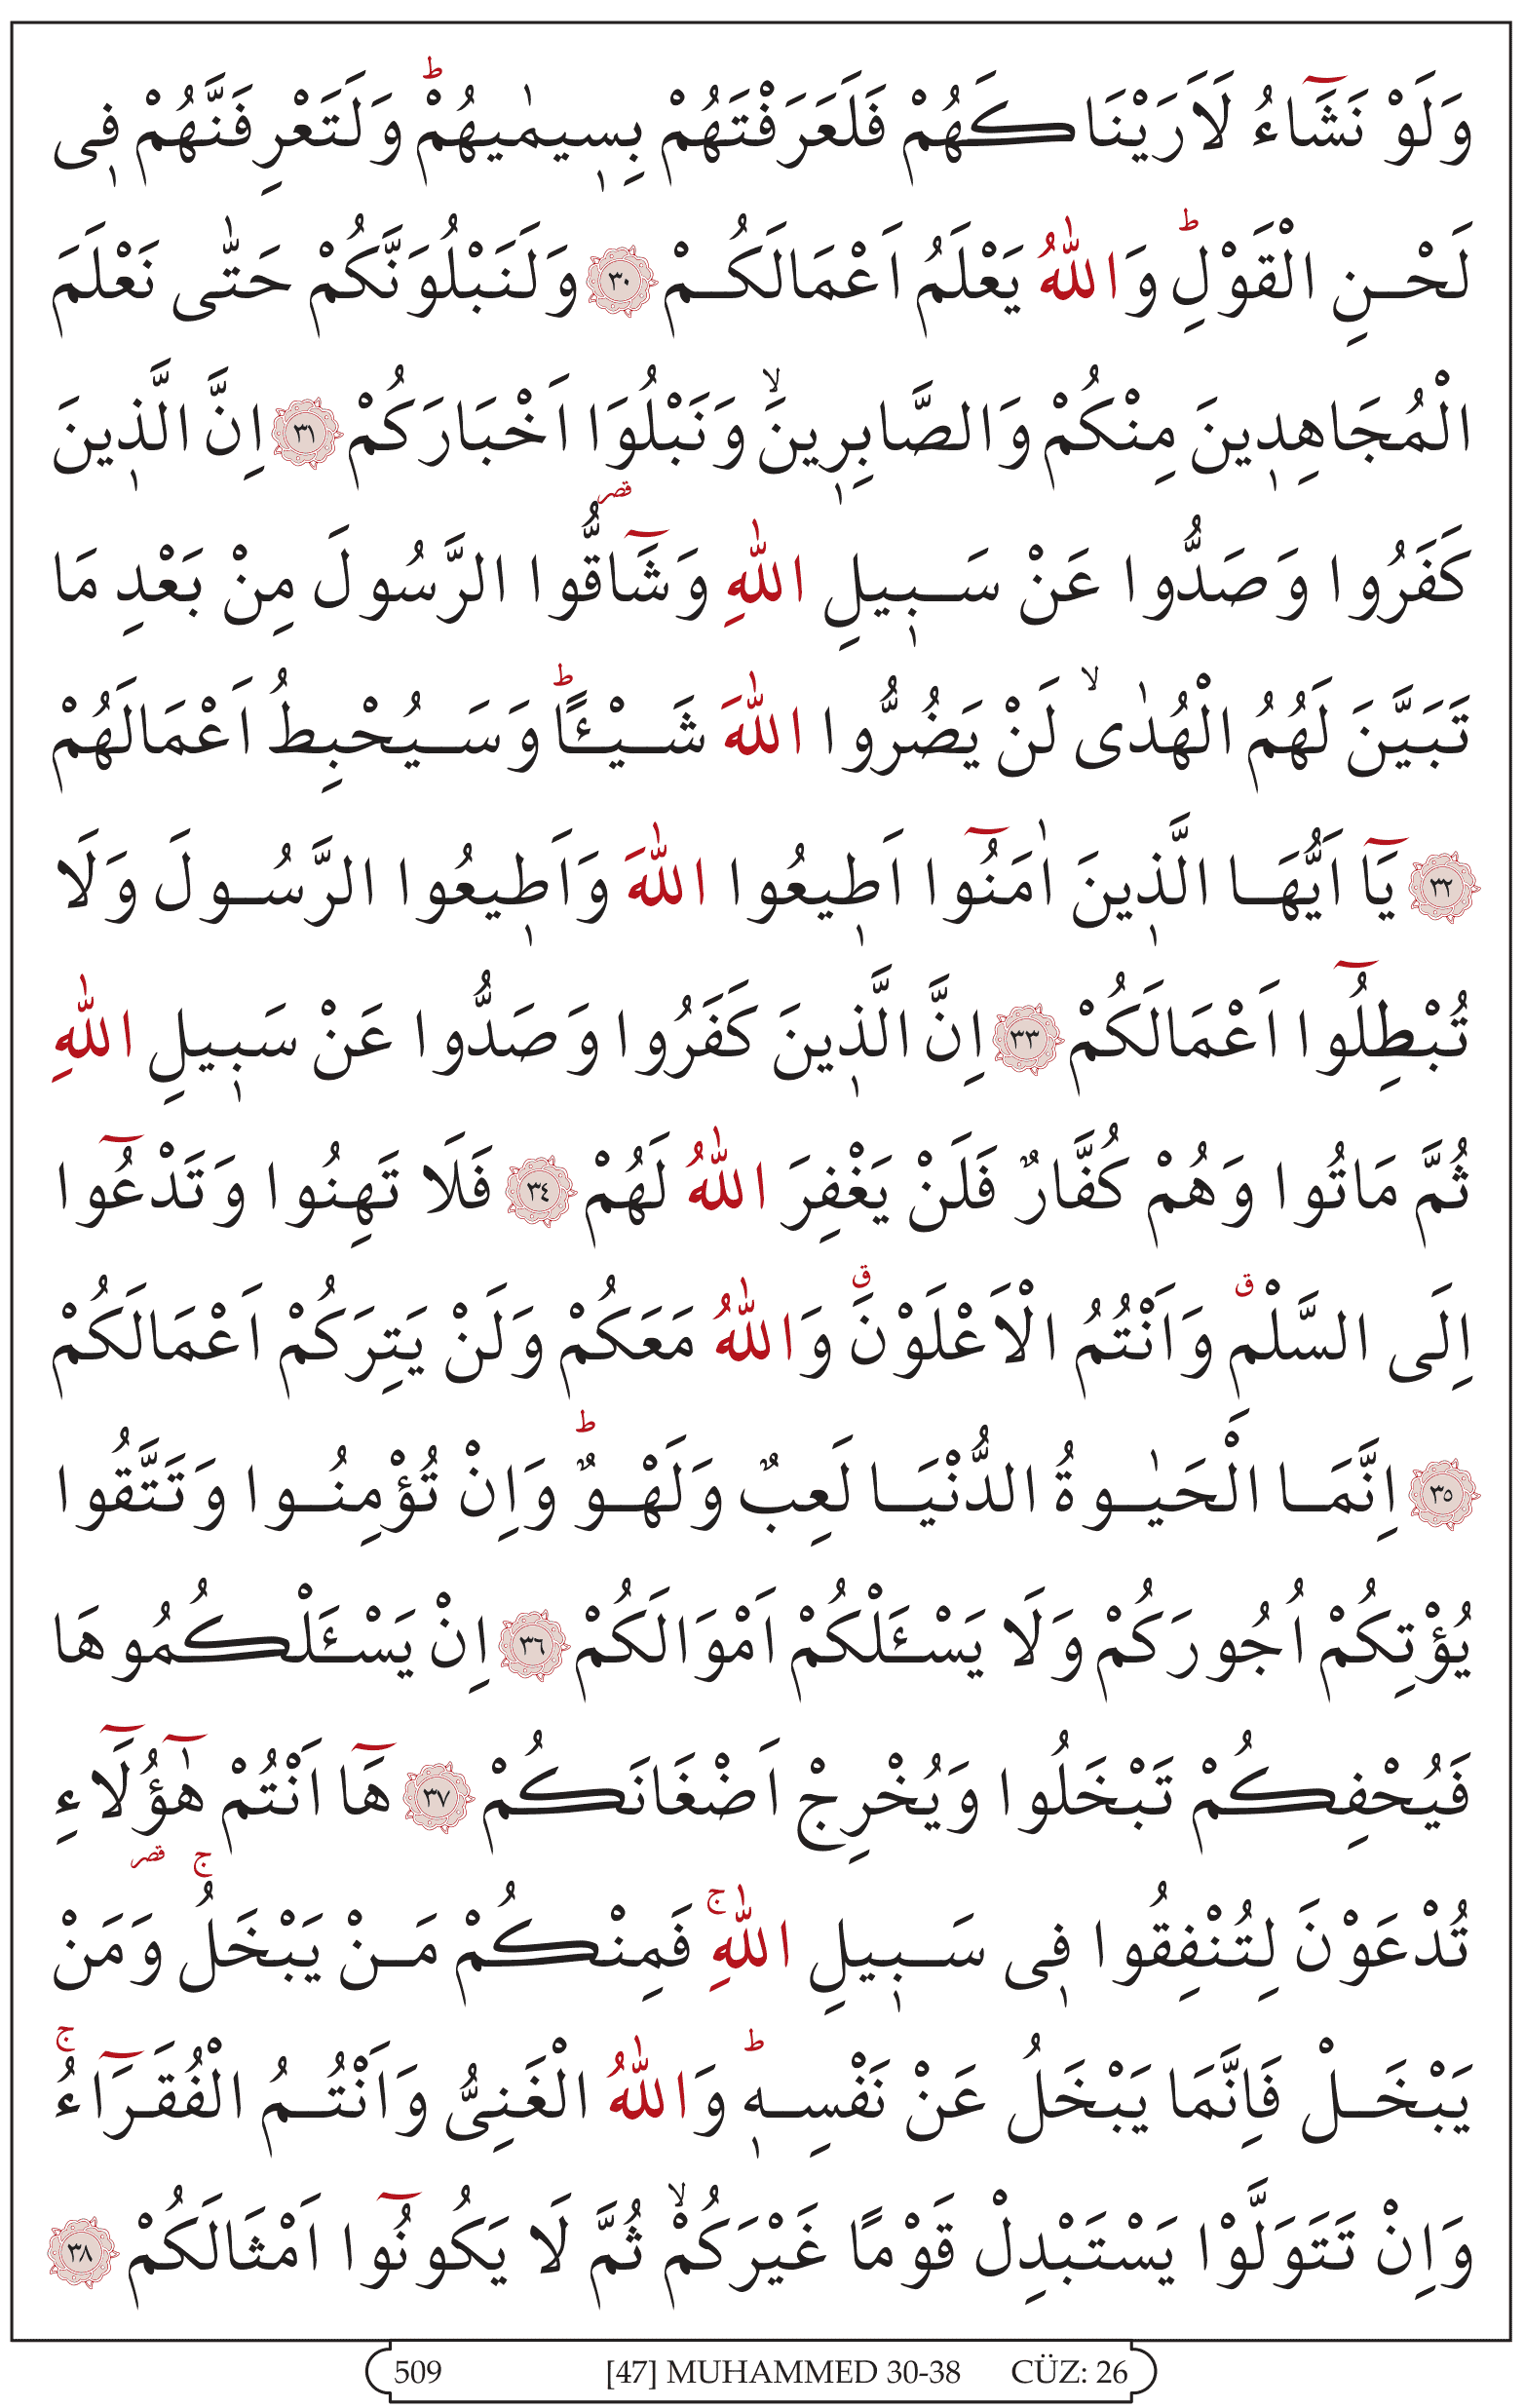 وَلَوْ نَشَٓاءُ لَاَرَيْنَاكَهُمْ فَلَعَرَفْتَهُمْ بِسٖيمٰيهُمْؕ وَلَتَعْرِفَنَّهُمْ فٖى
لَحْنِ الْقَوْلِؕ وَاللّٰهُ يَعْلَمُ اَعْمَالَكُمْ ﴿٣٠﴾ وَلَنَبْلُوَنَّكُمْ حَتّٰى نَعْلَمَ
الْمُجَاهِدٖينَ مِنْكُمْ وَالصَّابِرٖينَۙ وَنَبْلُوَا اَخْبَارَكُمْ ﴿٣١﴾ اِنَّ الَّذٖينَ
كَفَرُوا وَصَدُّوا عَنْ سَبٖيلِ اللّٰهِ وَشَٓاقُّوا الرَّسُولَ مِنْ بَعْدِ مَا
قصر
تَبَيَّنَ لَهُمُ الْهُدٰىۙ لَنْ يَضُرُّوا اللّٰهَ شَيْـًٔاؕ وَسَيُحْبِطُ اَعْمَالَهُمْ
﴿٣٢﴾ يَٓا اَيُّهَا الَّذٖينَ اٰمَنُٓوا اَطٖيعُوا اللّٰهَ وَاَطٖيعُوا الرَّسُولَ وَلَا
تُبْطِلُٓوا اَعْمَالَكُمْ ﴿٣٣﴾ اِنَّ الَّذٖينَ كَفَرُوا وَصَدُّوا عَنْ سَبٖيلِ اللّٰهِ
ثُمَّ مَاتُوا وَهُمْ كُفَّارٌ فَلَنْ يَغْفِرَ اللّٰهُ لَهُمْ ﴿٣٤﴾ فَلَا تَهِنُوا وَتَدْعُٓوا
اِلَى السَّلْمِࣗ وَاَنْتُمُ الْاَعْلَوْنَࣗ وَاللّٰهُ مَعَكُمْ وَلَنْ يَتِرَكُمْ اَعْمَالَكُمْ
﴿٣٥﴾ اِنَّمَا الْحَيٰوةُ الدُّنْيَا لَعِبٌ وَلَهْوٌؕ وَاِنْ تُؤْمِنُوا وَتَتَّقُوا
يُؤْتِكُمْ اُجُورَكُمْ وَلَا يَسْـَٔلْكُمْ اَمْوَالَكُمْ ﴿٣٦﴾ اِنْ يَسْـَٔلْكُمُوهَا
فَيُحْفِكُمْ تَبْخَلُوا وَيُخْرِجْ اَضْغَانَكُمْ ﴿٣٧﴾ هَٓا اَنْتُمْ هٰٓؤُ۬لَٓاءِ
قصر
تُدْعَوْنَ لِتُنْفِقُوا فٖى سَبٖيلِ اللّٰهِۚ فَمِنْكُمْ مَنْ يَبْخَلُۚ وَمَنْ
يَبْخَلْ فَاِنَّمَا يَبْخَلُ عَنْ نَفْسِهٖؕ وَاللّٰهُ الْغَنِىُّ وَاَنْتُمُ الْفُقَرَٓاءُۚ
وَاِنْ تَتَوَلَّوْا يَسْتَبْدِلْ قَوْمًا غَيْرَكُمْۙ ثُمَّ لَا يَكُونُٓوا اَمْثَالَكُمْ ﴿٣٨﴾
509 [47] MUHAMMED 30-38 CÜZ: 26